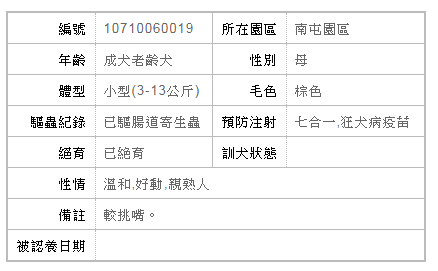 編號 10710060019 所在園區 南屯園區
年齡 成犬老齡犬 性別 母
體型 小型(3-13公斤) 毛色 棕色
驅蟲紀錄 已驅腸道寄生蟲 預防注射 七合一,狂犬病疫苗
絕育 已絕育 訓犬狀態
性情 溫和,好動,親熟人
備註 較挑嘴。
被認養日期